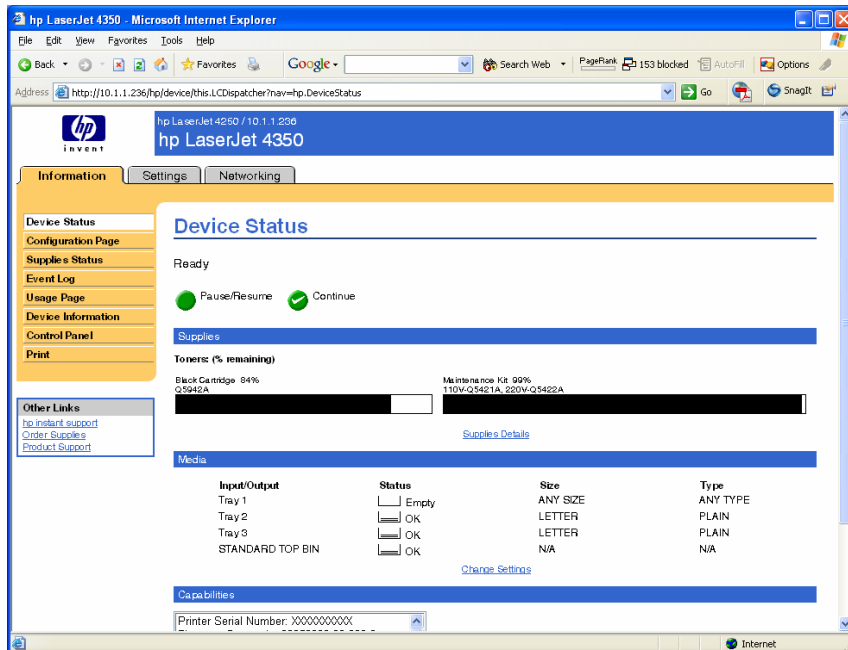 hp LaserJet 4350 - Microsoft Internet Explorer
File Edit View Favorites Tools Help
Back Favorites Google Search Web PageRank 153 blocked AutoFill Options
Address http://10.1.1.236/hp/device/this.LCDispatcher?nav=hp.DeviceStatus Go SnagIt
hp
invent
hp LaserJet 4250 / 10.1.1.236
hp LaserJet 4350
Information Settings Networking
Device Status
Configuration Page
Supplies Status
Event Log
Usage Page
Device Information
Control Panel
Print
Other Links
hp instant support
Order Supplies
Product Support
Device Status
Ready
Pause/Resume Continue
Supplies
Toners: (% remaining)
Black Cartridge 84% Maintenance Kit 99%
Q5942A 110V-Q5421A, 220V-Q5422A
Supplies Details
Media
Input/Output Status Size Type
Tray 1 Empty ANY SIZE ANY TYPE
Tray 2 OK LETTER PLAIN
Tray 3 OK LETTER PLAIN
STANDARD TOP BIN OK N/A N/A
Change Settings
Capabilities
Printer Serial Number: XXXXXXXXXX
Internet